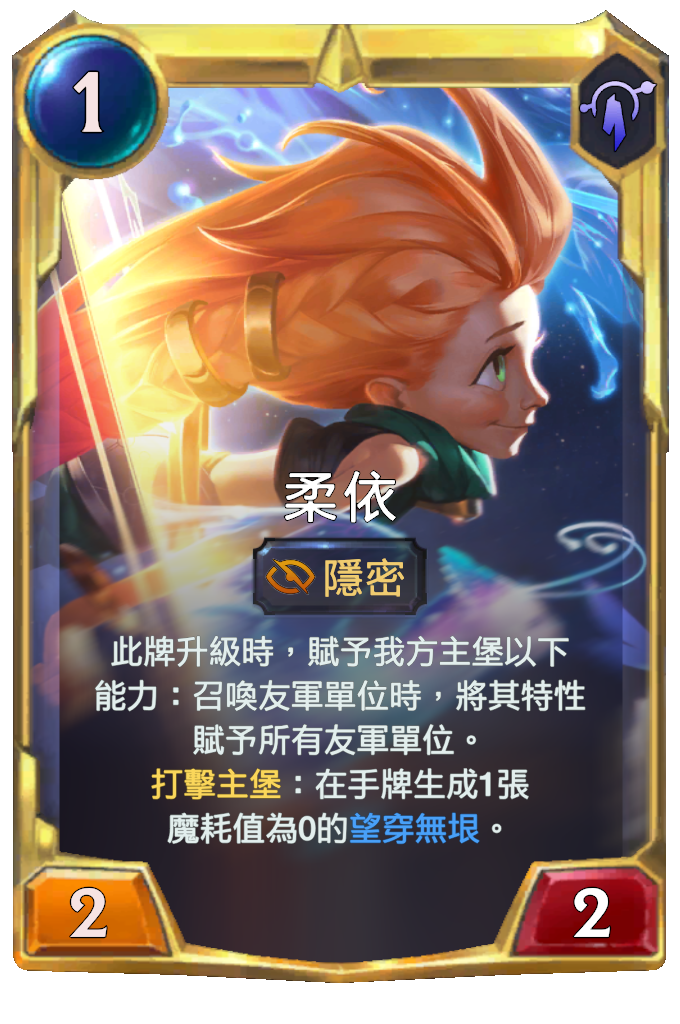 1
柔依
隱密
此牌升級時，賦予我方主堡以下
能力：召喚友軍單位時，將其特性
賦予所有友軍單位。
打擊主堡：在手牌生成1張
魔耗值為0的望穿無垠。
2
2